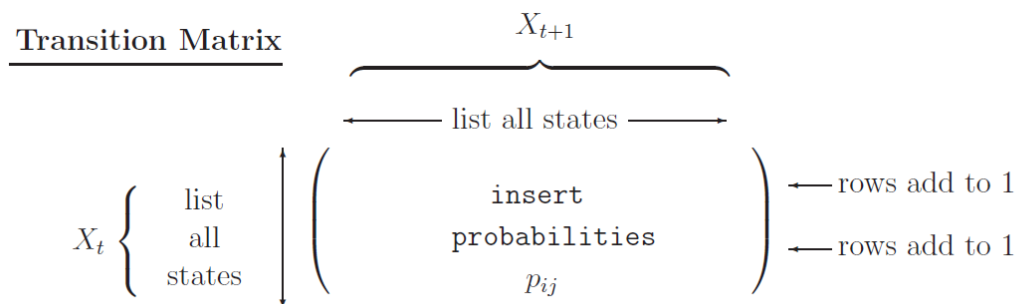 Transition Matrix
X_{t+1}
list all states
X_t { list
all
states
insert
probabilities
p_{ij}
rows add to 1
rows add to 1